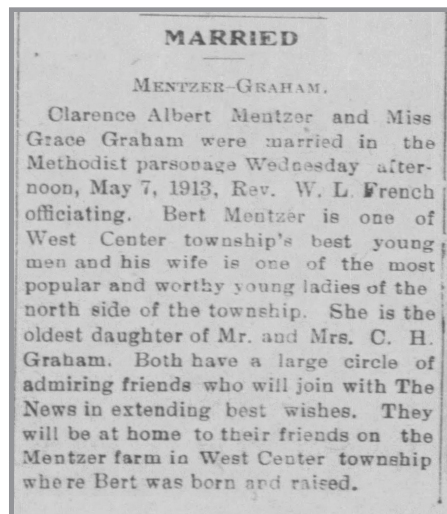 MARRIED
MENTZER-GRAHAM.
Clarence Albert Mentzer and Miss
Grace Graham were married in the
Methodist parsonage Wednesday after-
noon, May 7, 1913, Rev. W. L. French
officiating. Bert Mentzer is one of
West Center township's best young
men and his wife is one of the most
popular and worthy young ladies of the
north side of the township. She is the
oldest daughter of Mr. and Mrs. C. H.
Graham. Both have a large circle of
admiring friends who will join with The
News in extending best wishes. They
will be at home to their friends on the
Mentzer farm in West Center township
where Bert was born and raised.